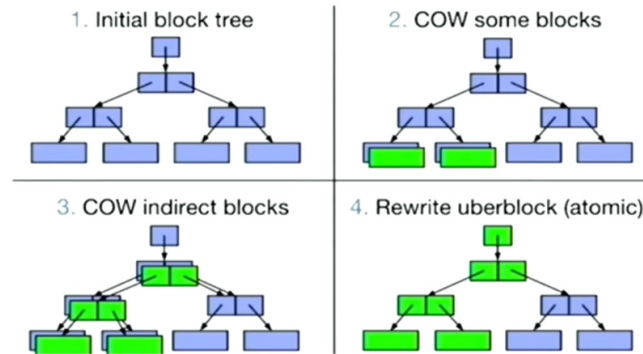 1. Initial block tree
2. COW some blocks
3. COW indirect blocks
4. Rewrite uberblock (atomic)